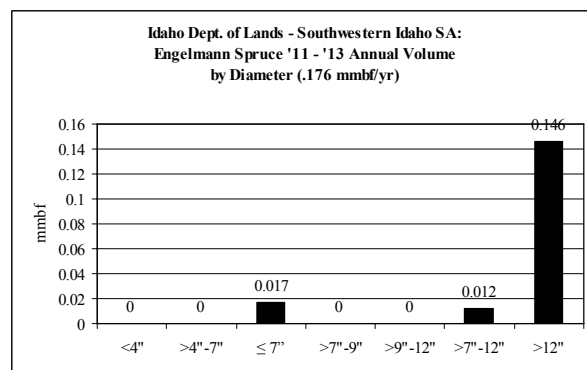 Idaho Dept. of Lands - Southwestern Idaho SA:
Engelmann Spruce '11 - '13 Annual Volume
by Diameter (.176 mmbf/yr)
mmbf
0.16
0.14
0.12
0.1
0.08
0.06
0.04
0.02
0
0 0 0.017 0 0 0.012 0.146
<4" >4"-7" ≤ 7” >7"-9" >9"-12" >7"-12" >12"